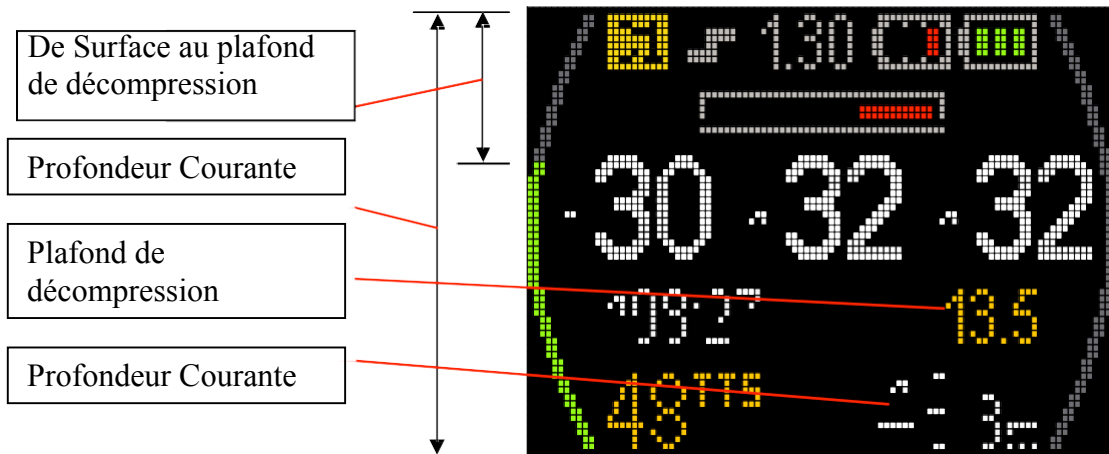 De Surface au plafond
de décompression
Profondeur Courante
Plafond de
décompression
Profondeur Courante
1.30
.30 .32 .32
13.5
48 TTS